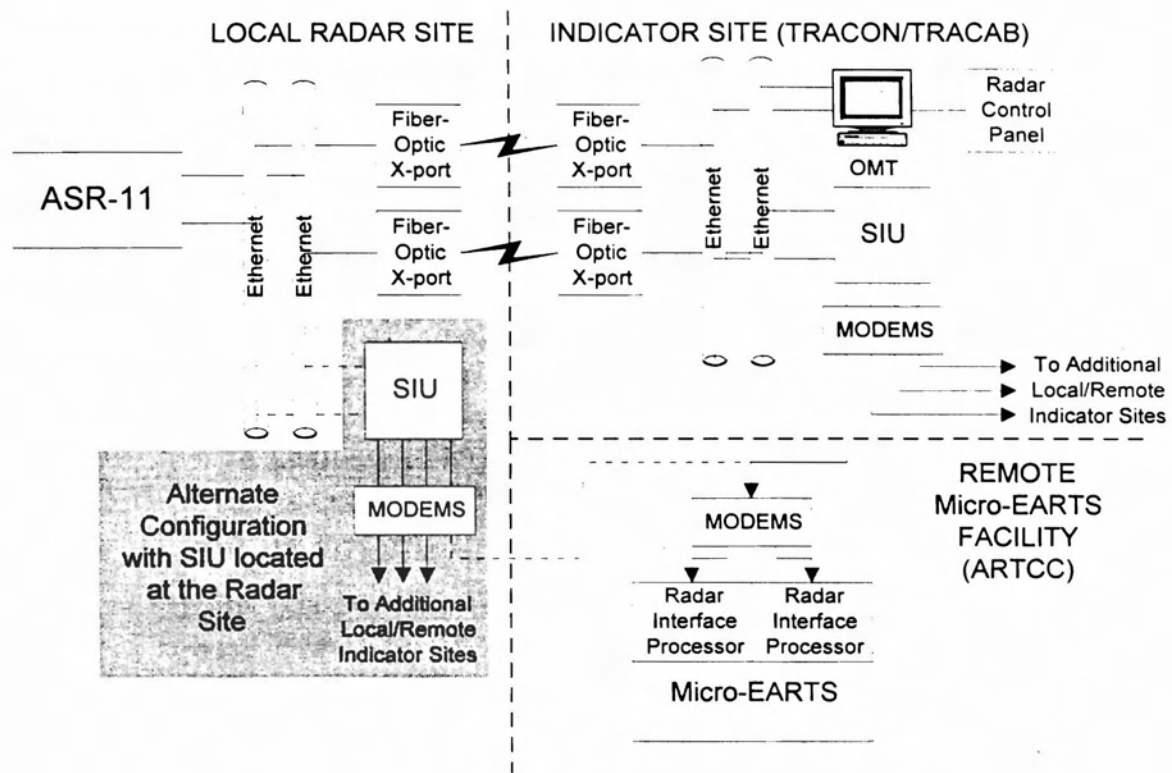 LOCAL RADAR SITE
INDICATOR SITE (TRACON/TRACAB)
ASR-11
Ethernet
Ethernet
Fiber-
Optic
X-port
Fiber-
Optic
X-port
Fiber-
Optic
X-port
Fiber-
Optic
X-port
Ethernet
Ethernet
OMT
Radar
Control
Panel
SIU
MODEMS
To Additional
Local/Remote
Indicator Sites
SIU
MODEMS
To Additional
Local/Remote
Indicator Sites
Alternate
Configuration
with SIU located
at the Radar
Site
REMOTE
Micro-EARTS
FACILITY
(ARTCC)
MODEMS
Radar
Interface
Processor
Radar
Interface
Processor
Micro-EARTS